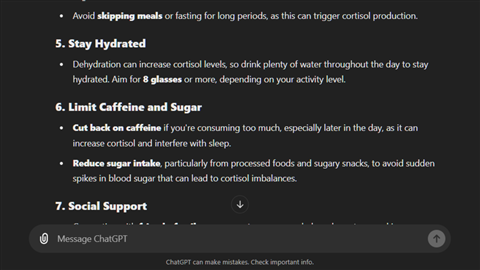 • Avoid skipping meals or fasting for long periods, as this can trigger cortisol production.
5. Stay Hydrated
• Dehydration can increase cortisol levels, so drink plenty of water throughout the day to stay
hydrated. Aim for 8 glasses or more, depending on your activity level.
6. Limit Caffeine and Sugar
• Cut back on caffeine if you're consuming too much, especially later in the day, as it can
increase cortisol and interfere with sleep.
• Reduce sugar intake, particularly from processed foods and sugary snacks, to avoid sudden
spikes in blood sugar that can lead to cortisol imbalances.
7. Social Support
Message ChatGPT
ChatGPT can make mistakes. Check important info.